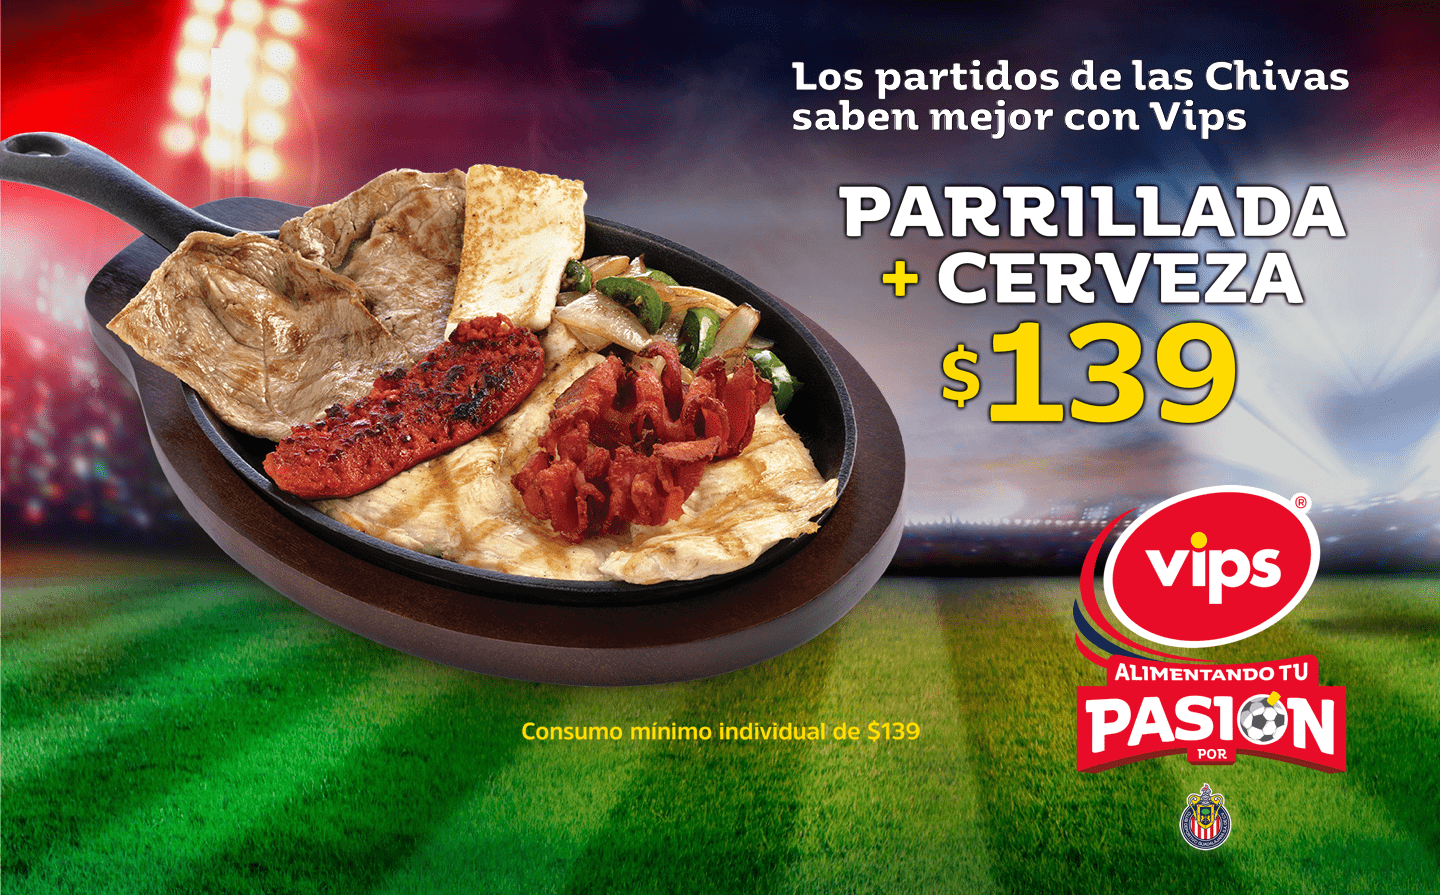 Los partidos de las Chivas
saben mejor con Vips
PARRILLADA
+ CERVEZA
$139
vips®
ALIMENTANDO TU
PASIÓN
POR
Consumo mínimo individual de $139